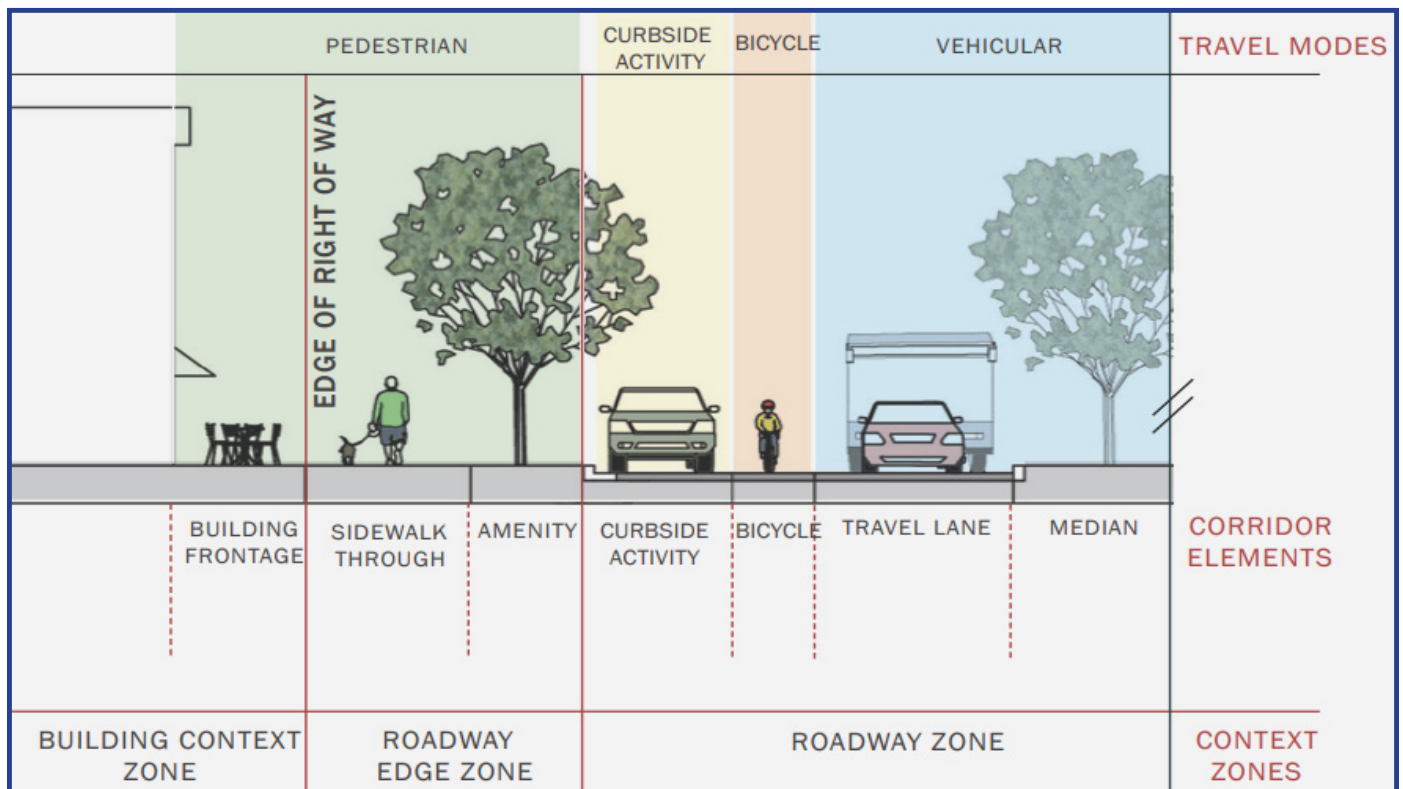 PEDESTRIAN
CURBSIDE
ACTIVITY
BICYCLE
VEHICULAR
TRAVEL MODES
EDGE OF RIGHT OF WAY
BUILDING
FRONTAGE
SIDEWALK
THROUGH
AMENITY
CURBSIDE
ACTIVITY
BICYCLE
TRAVEL LANE
MEDIAN
CORRIDOR
ELEMENTS
BUILDING CONTEXT
ZONE
ROADWAY
EDGE ZONE
ROADWAY ZONE
CONTEXT
ZONES